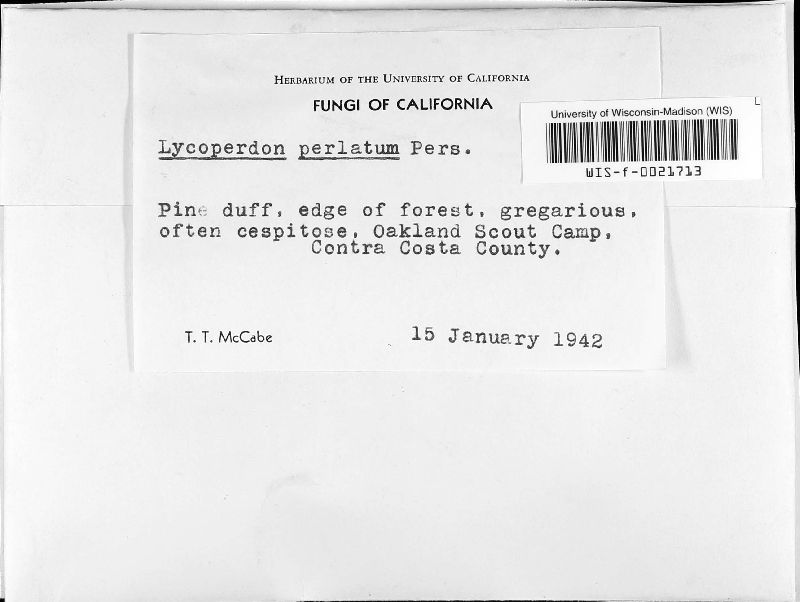 HERBARIUM OF THE UNIVERSITY OF CALIFORNIA
FUNGI OF CALIFORNIA
University of Wisconsin-Madison (WIS)
WIS-f-0021713
Lycoperdon perlatum Pers.
Pine duff, edge of forest, gregarious,
often cespitose, Oakland Scout Camp,
Contra Costa County.
T. T. McCabe
15 January 1942